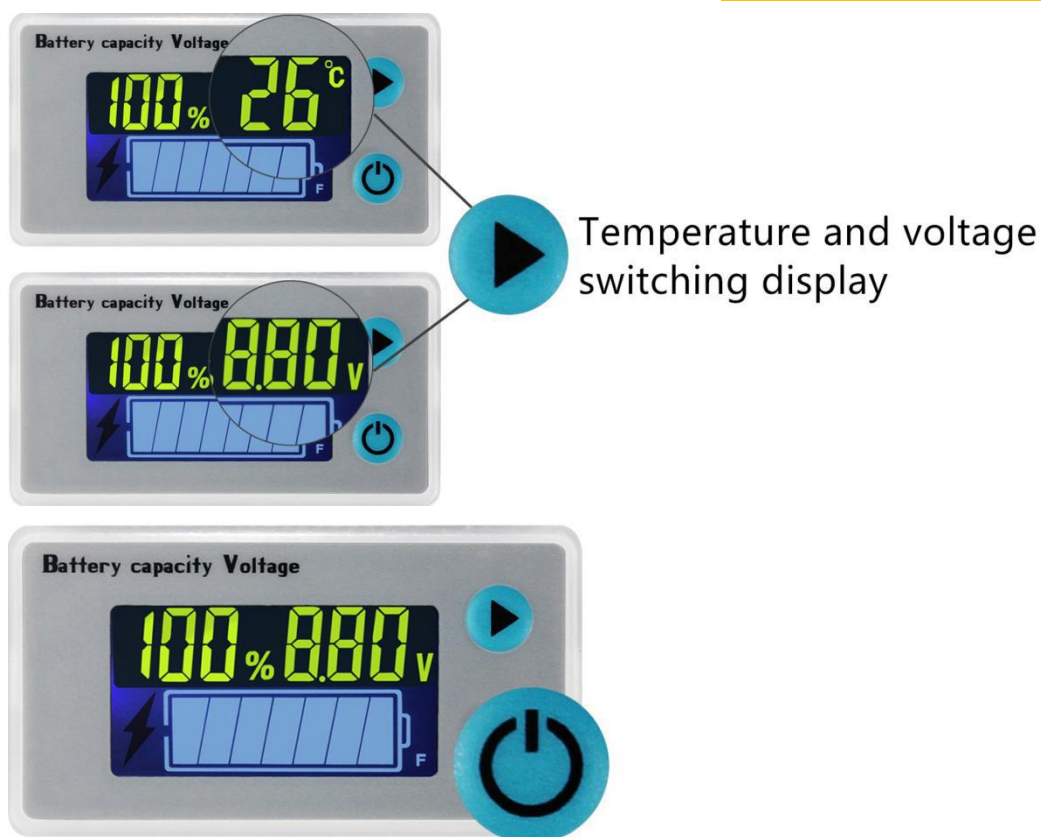 Battery capacity Voltage
100% 26°C
F
Temperature and voltage
switching display
Battery capacity Voltage
100% 8.80V
F
Battery capacity Voltage
100% 8.80V
F